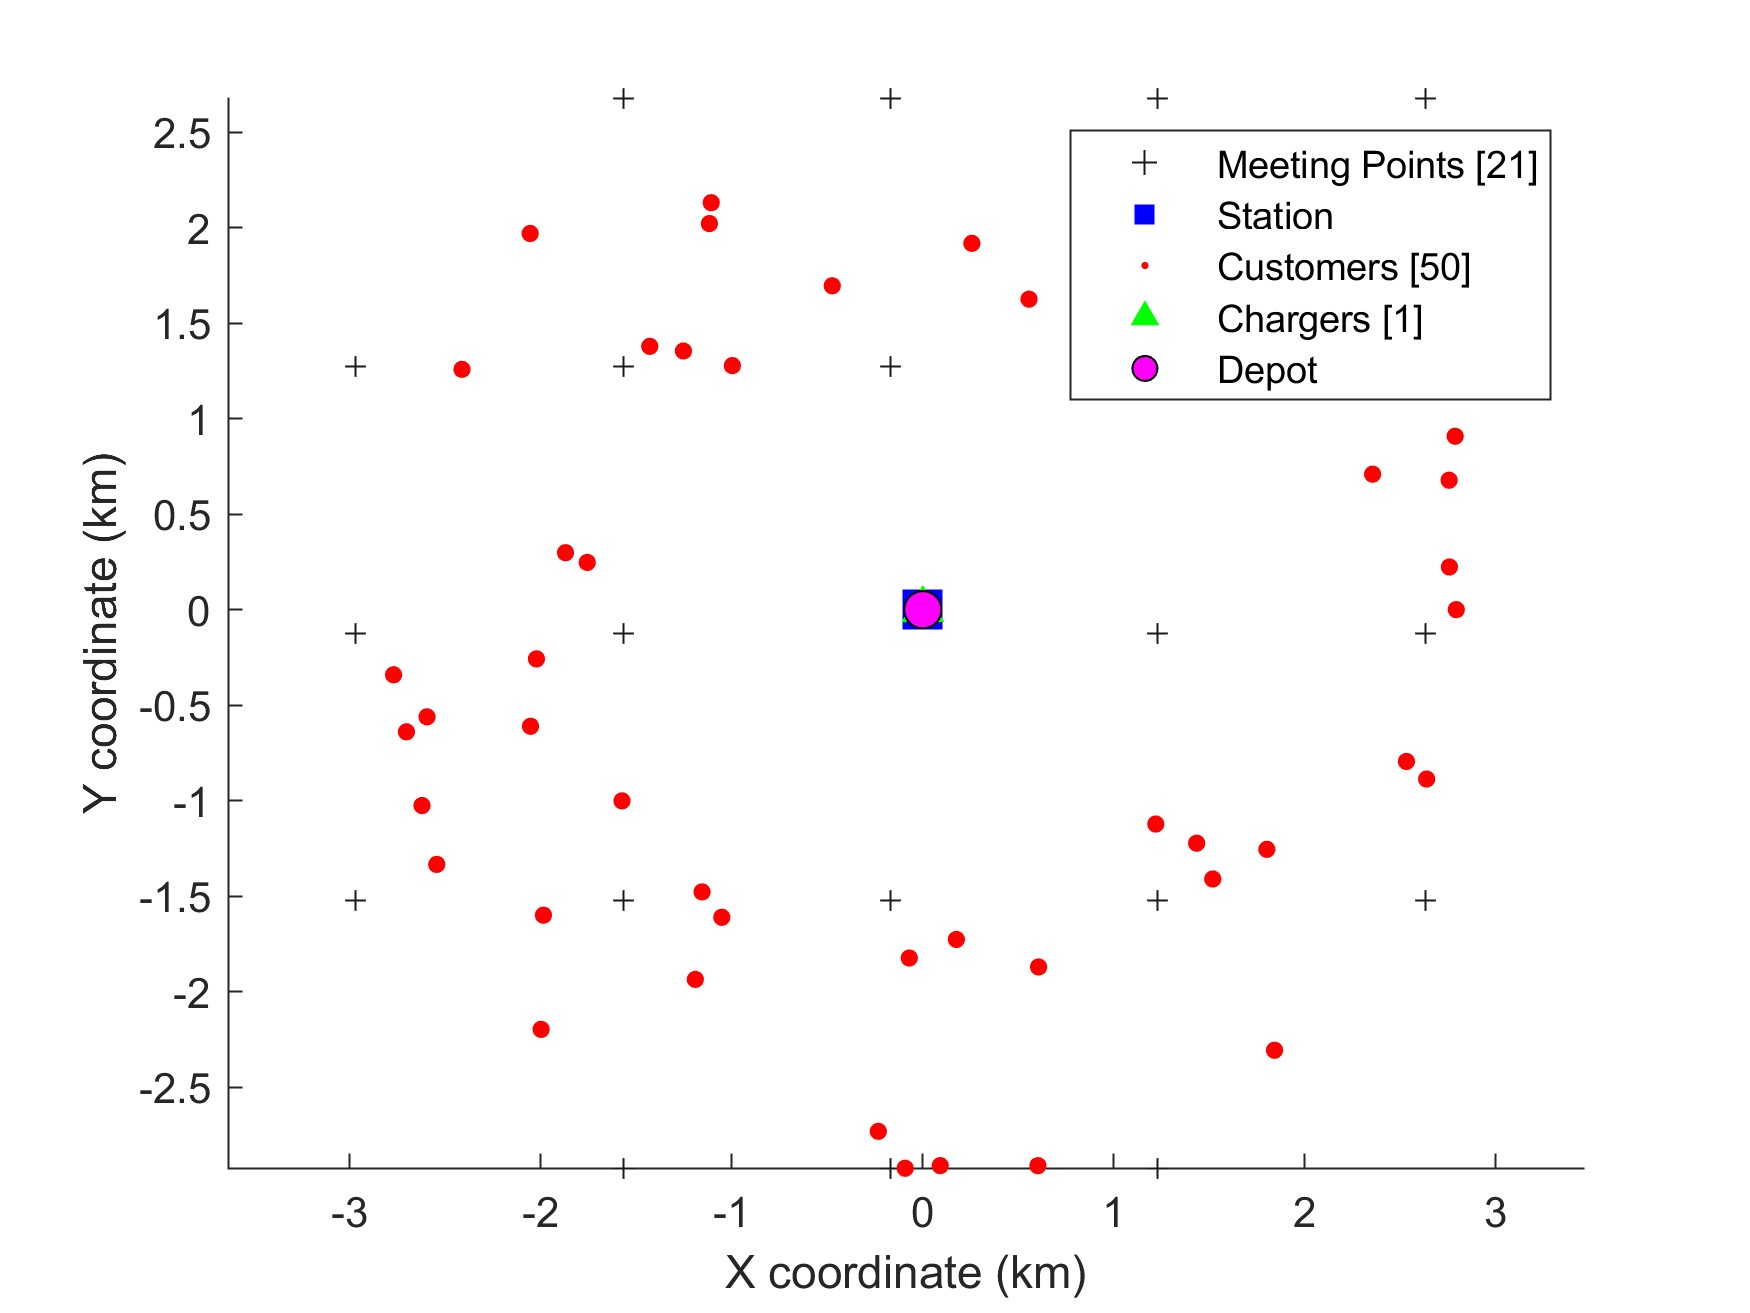 2.5
2
1.5
1
0.5
0
-0.5
-1
-1.5
-2
-2.5
Y coordinate (km)
Meeting Points [21]
Station
Customers [50]
Chargers [1]
Depot
-3 -2 -1 0 1 2 3
X coordinate (km)